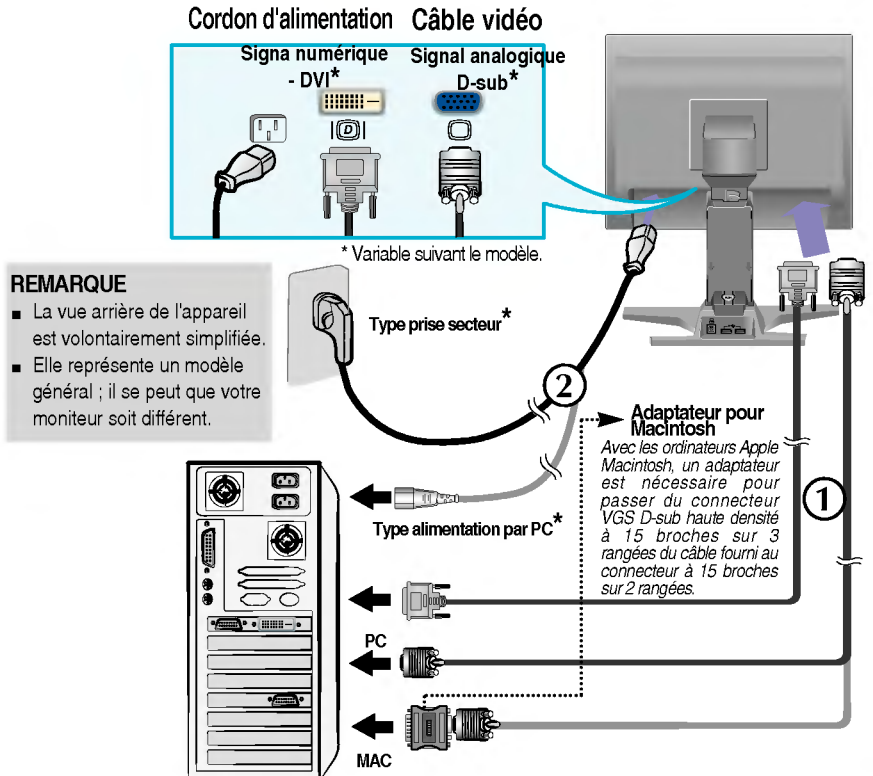 Cordon d'alimentation Câble vidéo
Signa numérique
- DVI*
Signal analogique
D-sub*
D
* Variable suivant le modèle.
REMARQUE
■ La vue arrière de l'appareil
est volontairement simplifiée.
■ Elle représente un modèle
général ; il se peut que votre
moniteur soit différent.
Type prise secteur*
2
Adaptateur pour
Macintosh
Avec les ordinateurs Apple
Macintosh, un adaptateur
est nécessaire pour
passer du connecteur
VGS D-sub haute densité
à 15 broches sur 3
rangées du câble fourni au
connecteur à 15 broches
sur 2 rangées.
1
Type alimentation par PC*
PC
MAC